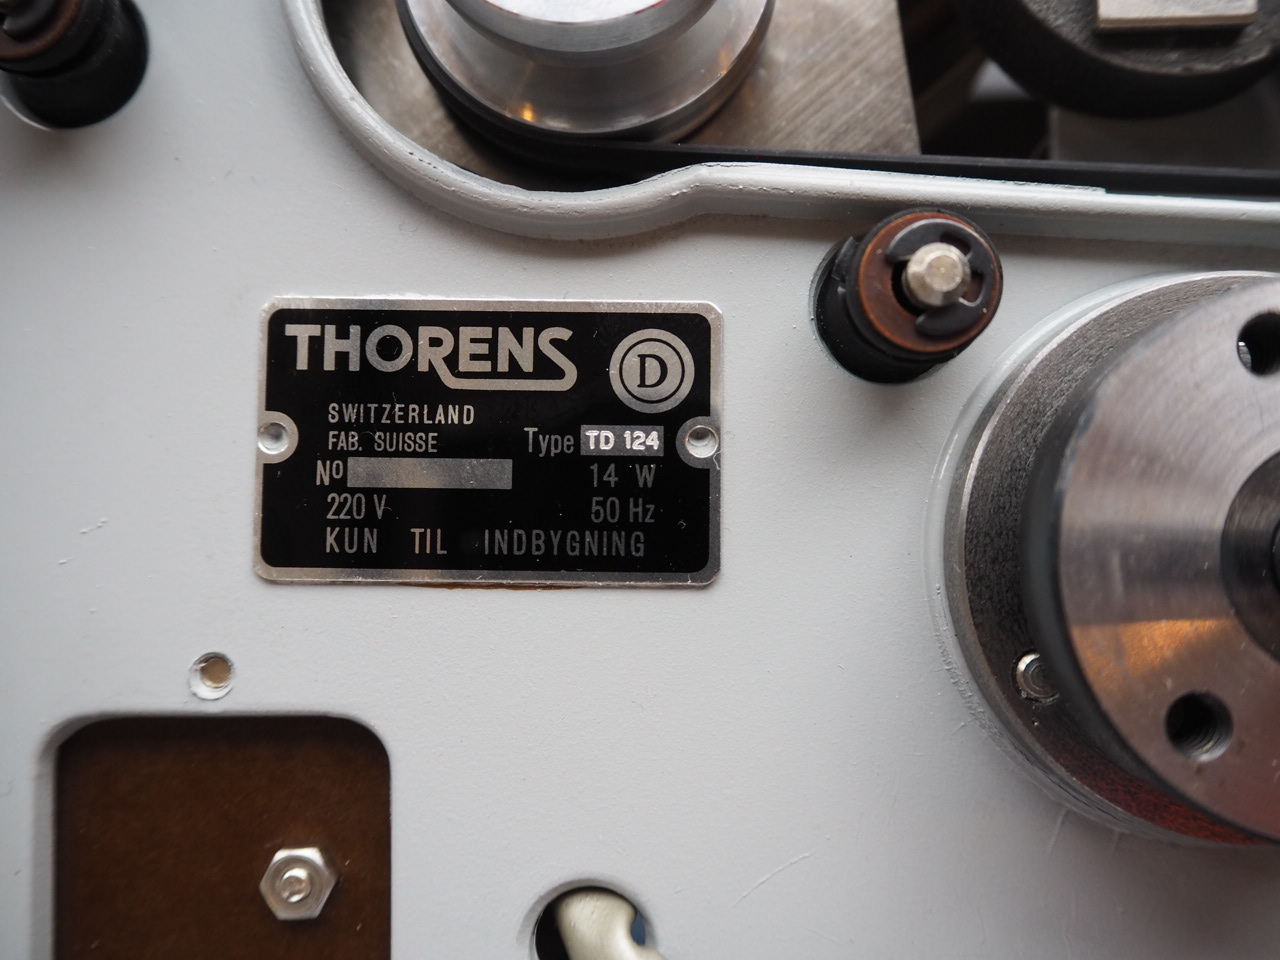 THORENS
D
SWITZERLAND
FAB. SUISSE Type TD 124
Nº 14 W
220 V 50 Hz
KUN TIL INDBYGNING